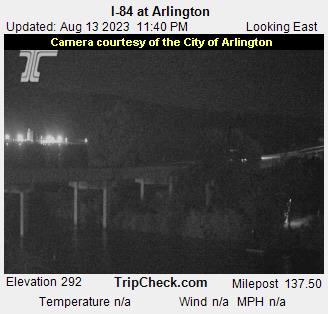 I-84 at Arlington
Updated: Aug 13 2023 11:40 PM Looking East
Camera courtesy of the City of Arlington
Elevation 292 TripCheck.com Milepost 137.50
Temperature n/a Wind n/a MPH n/a